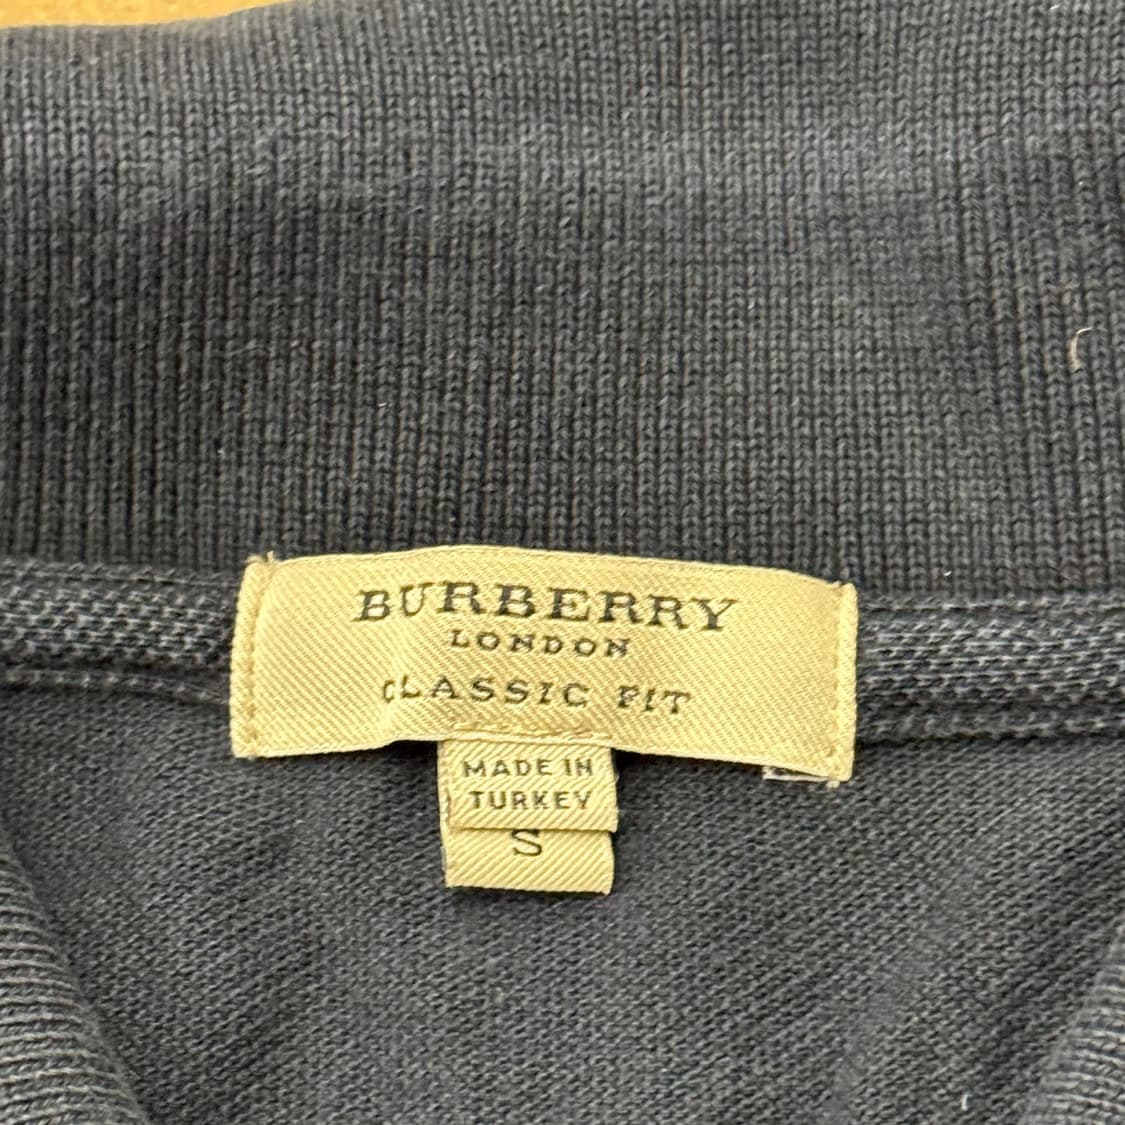 BURBERRY
LONDON
CLASSIC FIT
MADE IN
TURKEY
S